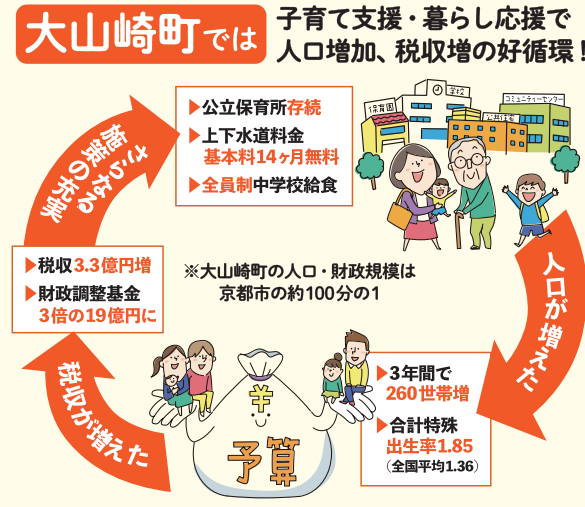 大山崎町では
子育て支援・暮らし応援で
人口増加、税収増の好循環！
▶公立保育所存続
▶上下水道料金
基本料14ヶ月無料
▶全員制中学校給食
保育園
学校
公共住宅
コミュニティーセンター
人口が増えた
▶3年間で
260世帯増
▶合計特殊
出生率1.85
（全国平均1.36）
¥
予算
税収が増えた
▶税収3.3億円増
▶財政調整基金
3倍の19億円に
さらなる
施策の充実
※大山崎町の人口・財政規模は
京都市の約100分の1